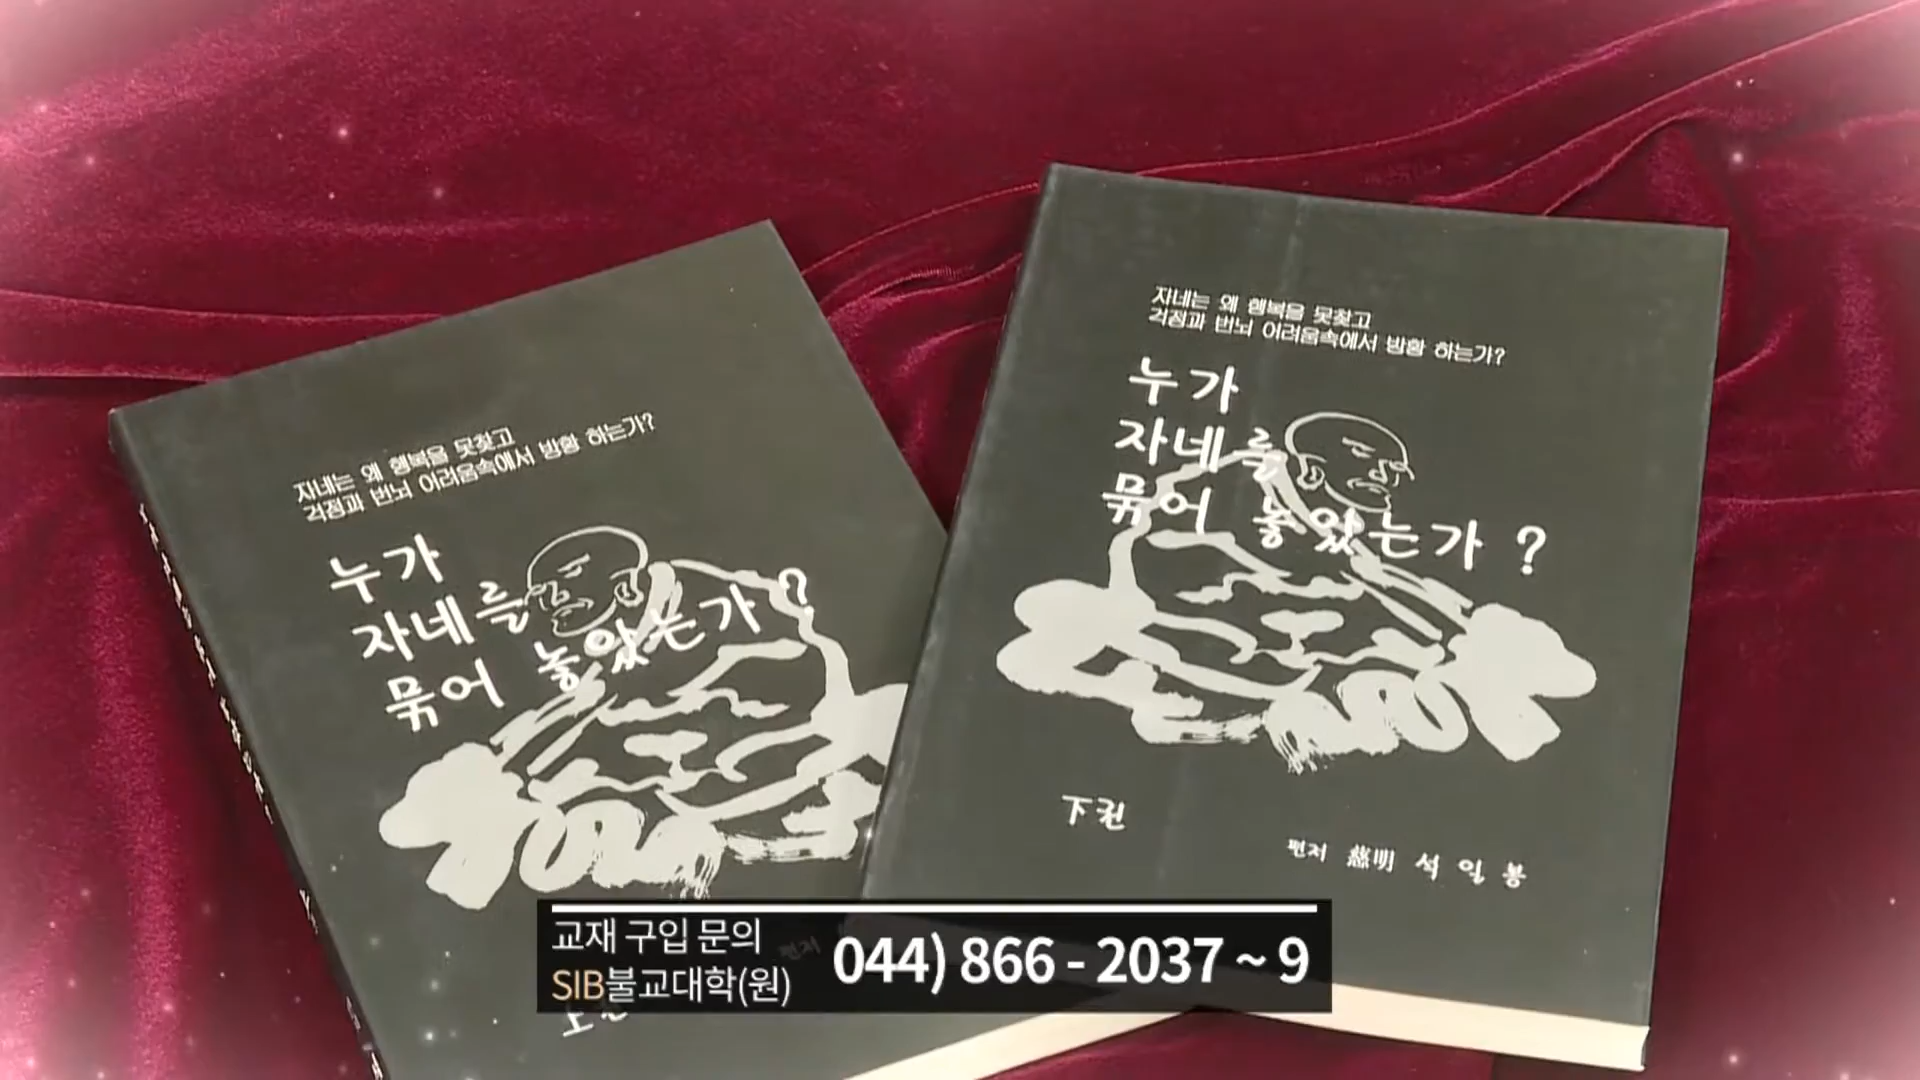 자네는 왜 행복을 못찾고
걱정과 번뇌 어려움속에서 방황 하는가?
누가
자네를
묶어 놓았는가?
자네는 왜 행복을 못찾고
걱정과 번뇌 어려움속에서 방황 하는가?
누가
자네를
묶어 놓았는가 ?
下권
편저 慈明 석 일 봉
교재 구입 문의
SIB불교대학(원)
044) 866 - 2037 ~ 9